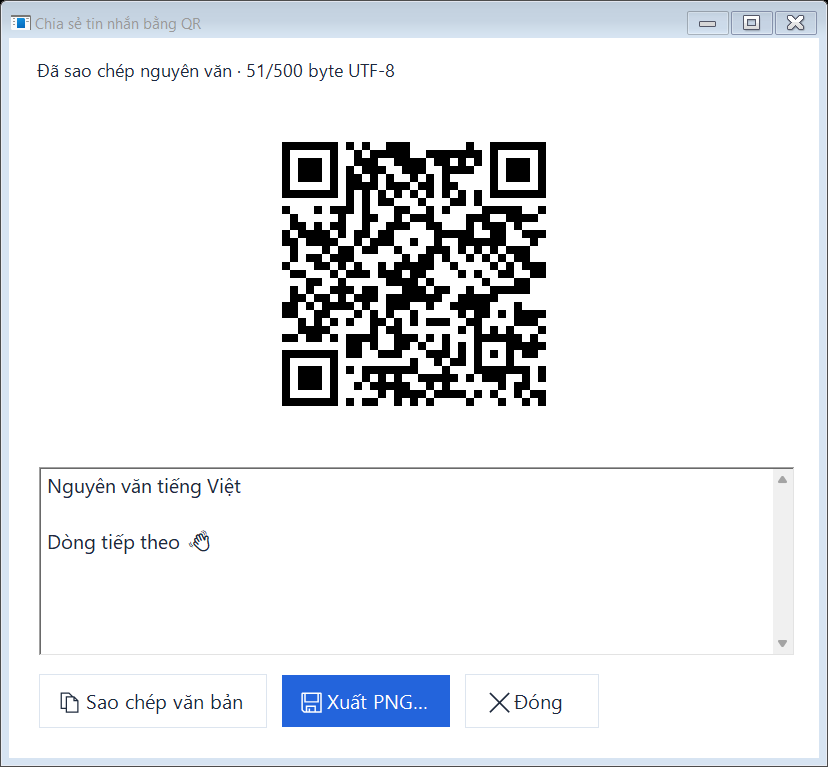 Chia sẻ tin nhắn bằng QR
Đã sao chép nguyên văn · 51/500 byte UTF-8
Nguyên văn tiếng Việt
Dòng tiếp theo 👋
Sao chép văn bản
Xuất PNG...
Đóng